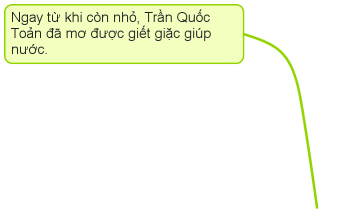 Ngay từ khi còn nhỏ, Trần Quốc
Toản đã mơ được giết giặc giúp
nước.